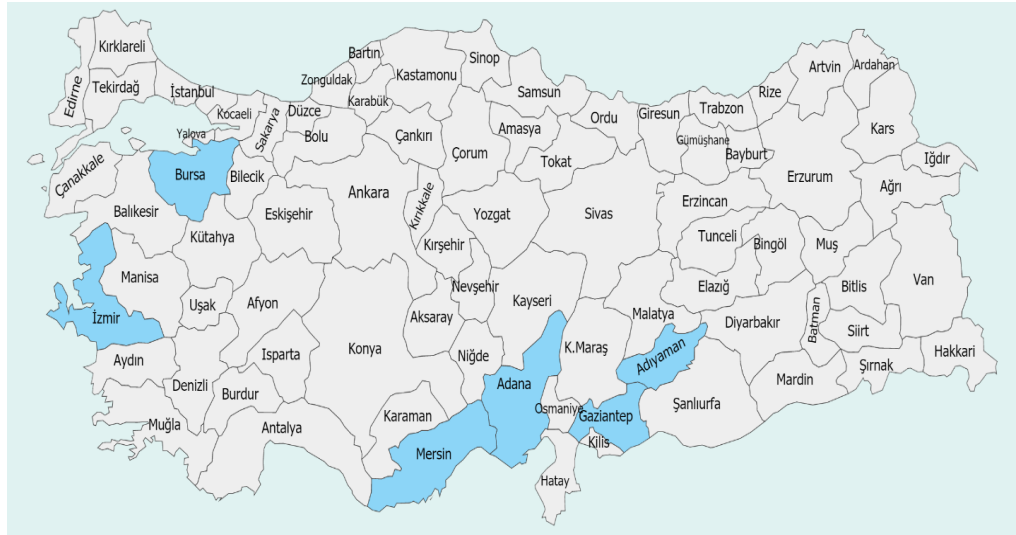 Kırklareli
Edirne
Tekirdağ
İstanbul
Kocaeli
Yalova
Sakarya
Düzce
Bolu
Zonguldak
Bartın
Karabük
Kastamonu
Sinop
Samsun
Çankırı
Çorum
Amasya
Tokat
Ordu
Giresun
Trabzon
Gümüşhane
Bayburt
Rize
Artvin
Ardahan
Kars
Iğdır
Ağrı
Erzurum
Erzincan
Çanakkale
Balıkesir
Bursa
Bilecik
Kütahya
Eskişehir
Ankara
Kırıkkale
Kırşehir
Yozgat
Sivas
Tunceli
Bingöl
Muş
Elazığ
Bitlis
Van
Manisa
İzmir
Uşak
Afyon
Nevşehir
Aksaray
Kayseri
Malatya
Diyarbakır
Batman
Siirt
Şırnak
Hakkari
Aydın
Denizli
Isparta
Burdur
Konya
Niğde
Adana
K.Maraş
Adıyaman
Mardin
Şanlıurfa
Muğla
Antalya
Karaman
Mersin
Osmaniye
Gaziantep
Kilis
Hatay